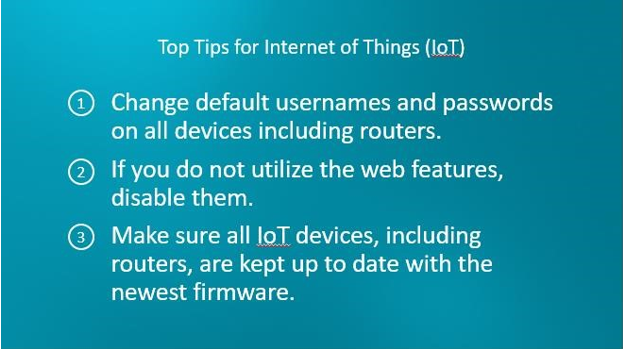 Top Tips for Internet of Things (IoT)
1 Change default usernames and passwords
on all devices including routers.
2 If you do not utilize the web features,
disable them.
3 Make sure all IoT devices, including
routers, are kept up to date with the
newest firmware.